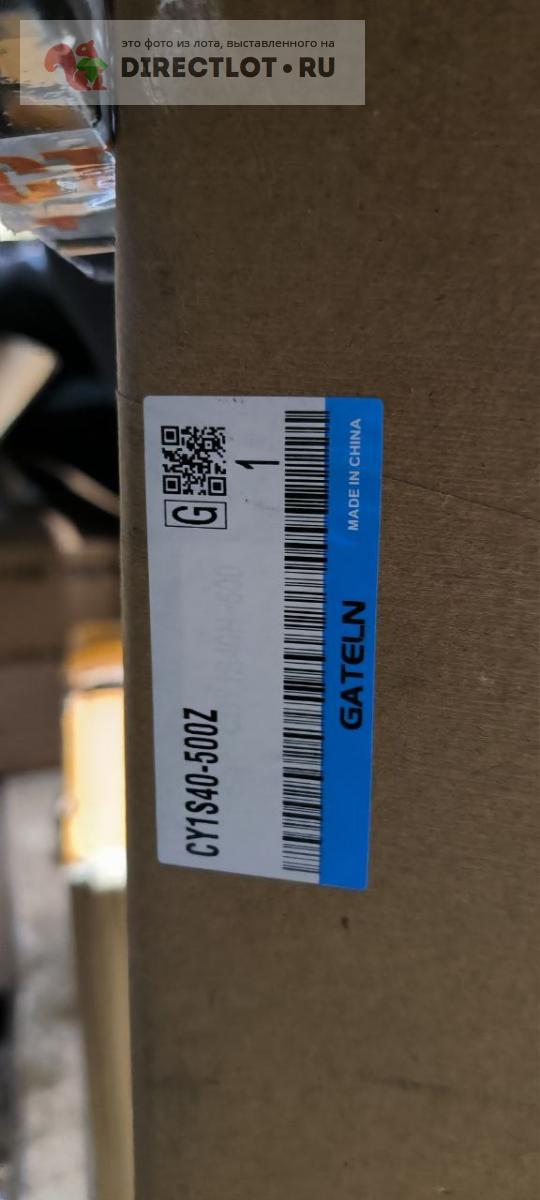 это фото из лота, выставленного на
DIRECTLOT•RU
G
1
CY1S40-500Z
GATELN
MADE IN CHINA